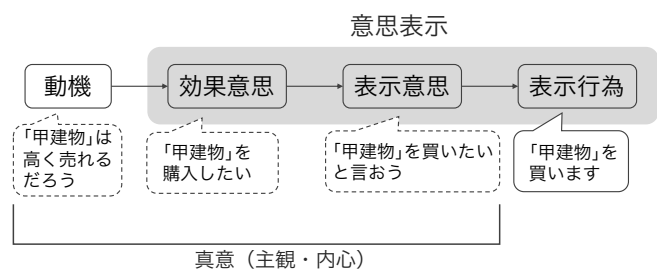 意思表示
動機
効果意思
表示意思
表示行為
「甲建物」は
高く売れる
だろう
「甲建物」を
購入したい
「甲建物」を買いたい
と言おう
「甲建物」を
買います
真意（主観・内心）